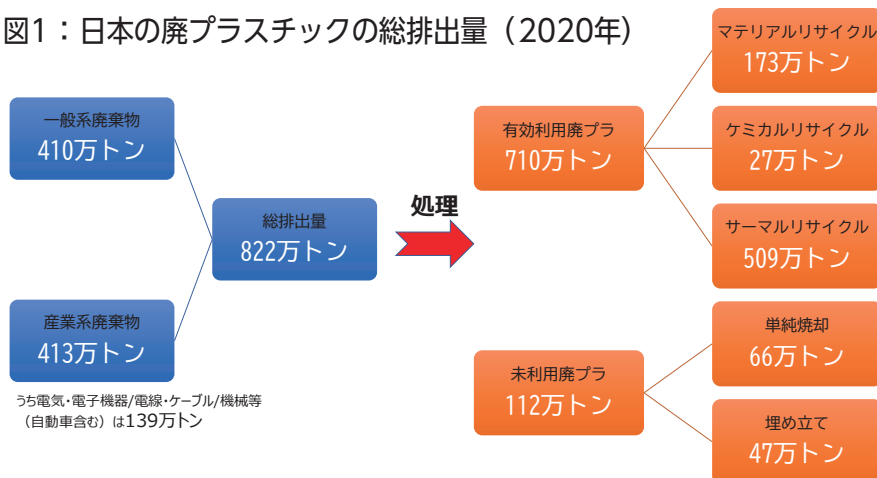 図1：日本の廃プラスチックの総排出量（2020年）
一般系廃棄物
410万トン
産業系廃棄物
413万トン
うち電気・電子機器/電線・ケーブル/機械等
（自動車含む）は139万トン
総排出量
822万トン
処理
有効利用廃プラ
710万トン
マテリアルリサイクル
173万トン
ケミカルリサイクル
27万トン
サーマルリサイクル
509万トン
未利用廃プラ
112万トン
単純焼却
66万トン
埋め立て
47万トン